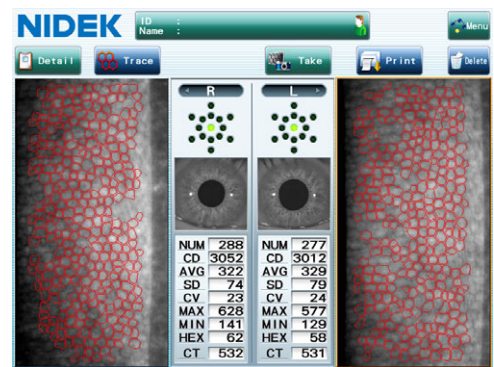 NIDEK
ID :
Name :
Menu
Detail
Trace
Take
Print
Delete
R L
NUM 288 NUM 277
CD 3052 CD 3012
AVG 322 AVG 329
SD 74 SD 79
CV 23 CV 24
MAX 628 MAX 577
MIN 141 MIN 129
HEX 62 HEX 58
CT 532 CT 531